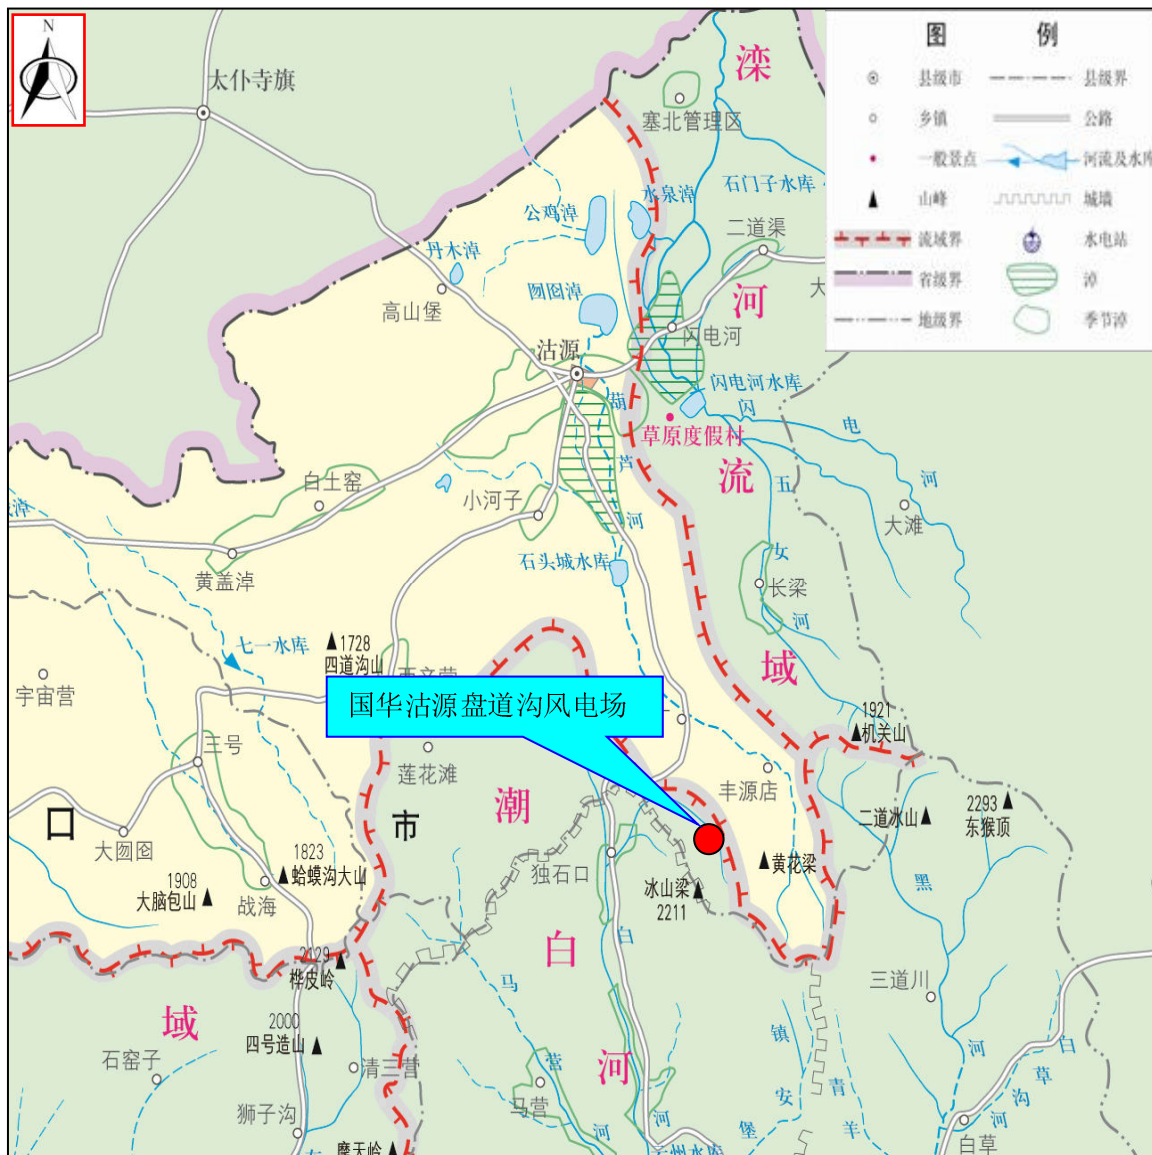 N
太仆寺旗
滦
塞北管理区
水泉淖
石门子水库
公鸡淖
二道渠
丹木淖
囫囵淖
高山堡
河
大
沽源
闪电河
闪电河水库
葫
闪
电
草原度假村
芦
流
五
河
白土窑
小河子
河
大滩
淖
石头城水库
女
黄盖淖
长梁
河
七一水库
1728
四道沟山
域
宇宙营
国华沽源盘道沟风电场
1921
机关山
三号
莲花滩
丰源店
潮
口
市
二道冰山
2293
东猴顶
大囫囵
1823
蛤蟆沟大山
独石口
黄花梁
1908
大脑包山
战海
冰山梁
2211
黑
白
2129
桦皮岭
白
马
三道川
域
2000
四号造山
镇
河
白
石窑子
清三营
营
河
草
安
青
沟
马营
狮子沟
河
河
堡
羊
河
白草
摩天岭
云州水库
图 例
县级市
县级界
乡镇
公路
一般景点
河流及水库
山峰
城墙
流域界
水电站
省级界
淖
地级界
季节淖